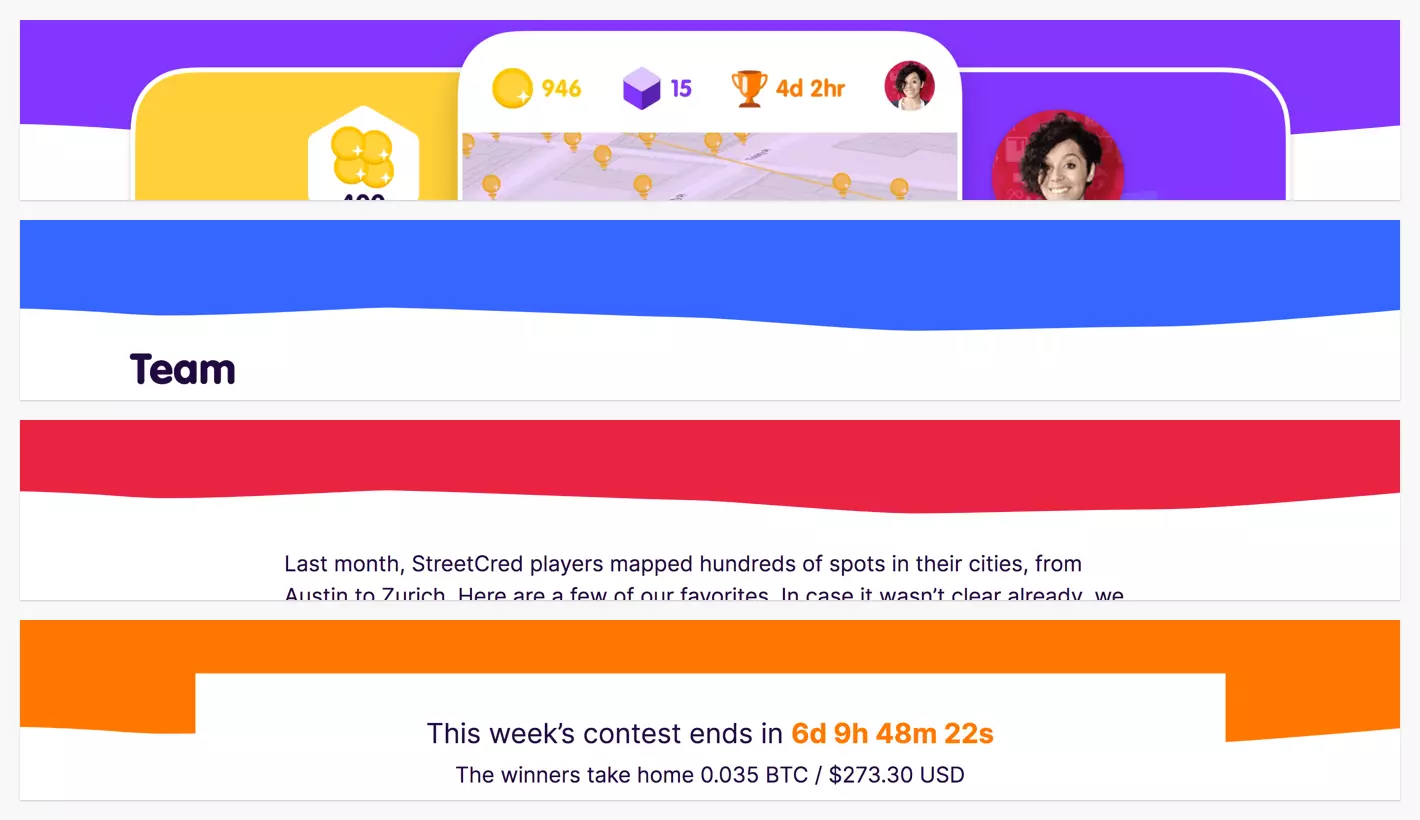 946 15 4d 2hr
400
Team
Last month, StreetCred players mapped hundreds of spots in their cities, from
Austin to Zurich. Here are a few of our favorites. In case it wasn’t clear already, we
This week’s contest ends in 6d 9h 48m 22s
The winners take home 0.035 BTC / $273.30 USD